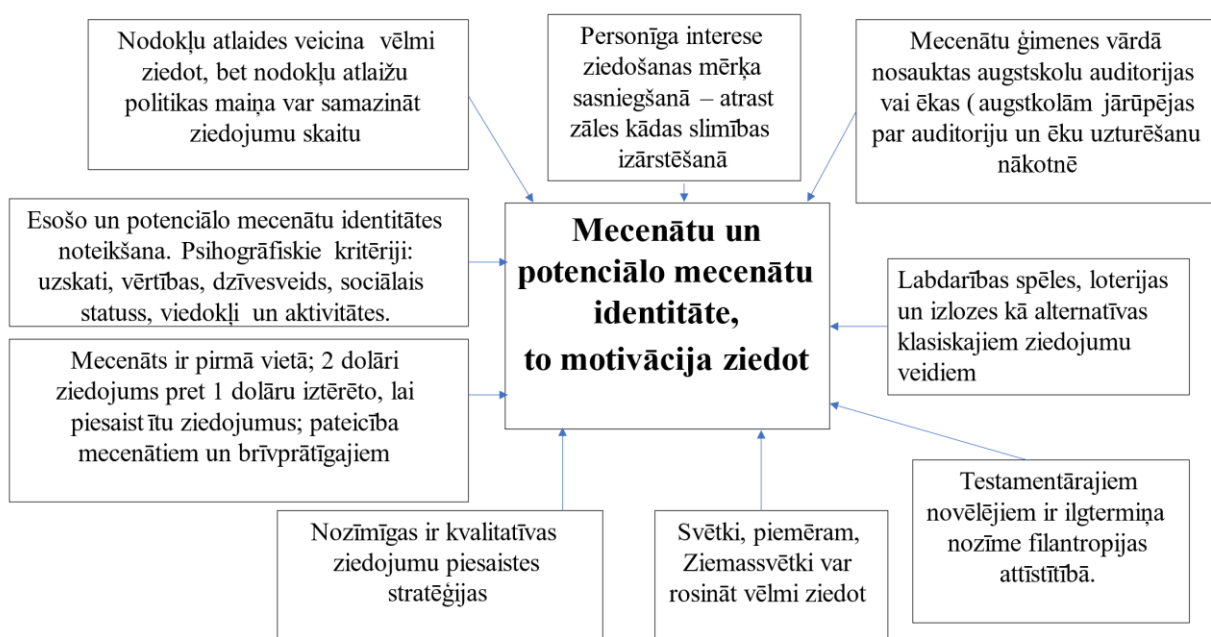 Nodokļu atlaides veicina vēlmi
ziedot, bet nodokļu atlaižu
politikas maiņa var samazināt
ziedojumu skaitu
Personīga interese
ziedošanas mērķa
sasniegšanā – atrast
zāles kādas slimības
izārstēšanā
Mecenātu ģimenes vārdā
nosauktas augstskolu auditorijas
vai ēkas ( augstkolām jārūpējas
par auditoriju un ēku uzturēšanu
nākotnē
Esošo un potenciālo mecenātu identitātes
noteikšana. Psihogrāfiskie kritēriji:
uzskati, vērtības, dzīvesveids, sociālais
statuss, viedokļi un aktivitātes.
Mecenātu un
potenciālo mecenātu
identitāte,
to motivācija ziedot
Labdarības spēles, loterijas
un izlozes kā alternatīvas
klasiskajiem ziedojumu
veidiem
Mecenāts ir pirmā vietā; 2 dolāri
ziedojums pret 1 dolāru iztērēto, lai
piesaistītu ziedojumus; pateicība
mecenātiem un brīvprātīgajiem
Testamentārajiem
novēlējiem ir ilgtermiņa
nozīme filantropijas
attīstītībā.
Nozīmīgas ir kvalitatīvas
ziedojumu piesaistes
stratēģijas
Svētki, piemēram,
Ziemassvētki var
rosināt vēlmi ziedot